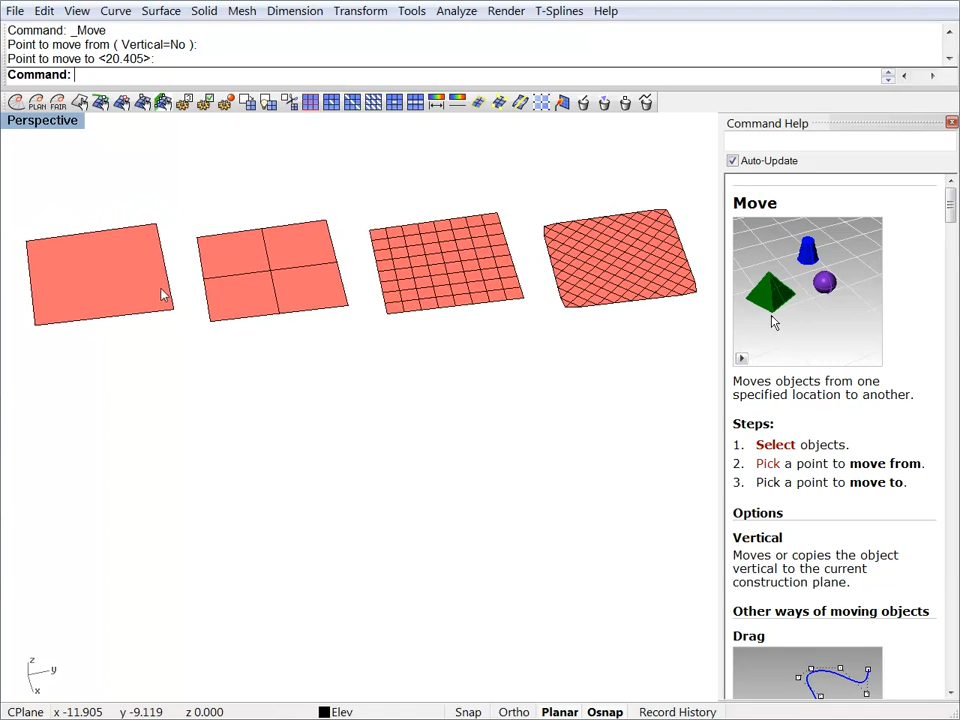 File Edit View Curve Surface Solid Mesh Dimension Transform Tools Analyze Render T-Splines Help
Command: _Move
Point to move from ( Vertical=No ):
Point to move to <20.405>:
Command:
PLAN FAIR
Perspective
Command Help
Auto-Update
Move
Moves objects from one
specified location to another.
Steps:
1. Select objects.
2. Pick a point to move from.
3. Pick a point to move to.
Options
Vertical
Moves or copies the object
vertical to the current
construction plane.
Other ways of moving objects
Drag
z
y
x
CPlane x -11.905 y -9.119 z 0.000 Elev Snap Ortho Planar Osnap Record History